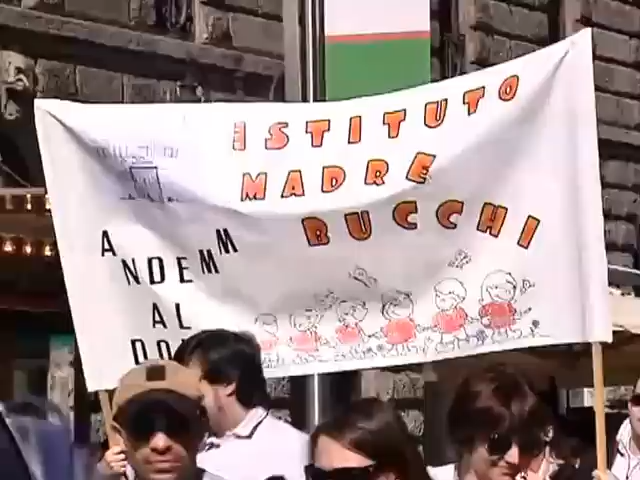 ISTITUTO
MADRE
BUCCHI
ANDEMM
AL